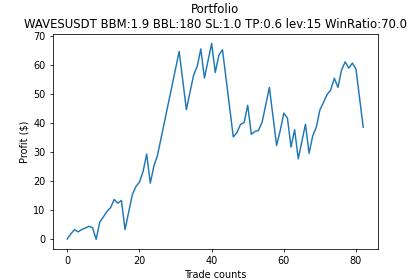 Portfolio
WAVESUSDT BBM:1.9 BBL:180 SL:1.0 TP:0.6 lev:15 WinRatio:70.0
70
60
50
40
30
20
10
0
Profit ($)
0 20 40 60 80
Trade counts